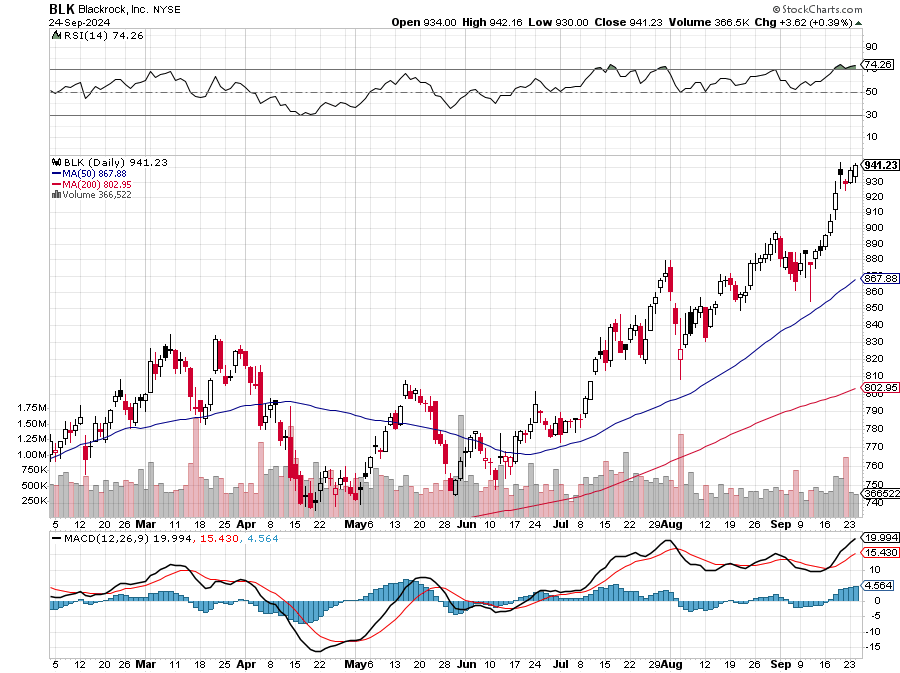 BLK Blackrock, Inc. NYSE © StockCharts.com
24-Sep-2024 Open 934.00 High 942.16 Low 930.00 Close 941.23 Volume 366.5K Chg +3.62 (+0.39%)
RSI(14) 74.26
90
74.26
50
30
10
BLK (Daily) 941.23
MA(50) 867.88
MA(200) 802.95
Volume 366,522
941.23
930
920
910
900
890
880
867.88
860
850
840
830
820
810
802.95
790
780
770
760
750
366522
740
1.75M
1.50M
1.25M
1.00M
750K
500K
250K
5 12 20 26 Mar 11 18 25 Apr 8 15 22 May 6 13 20 28 Jun 10 17 24 Jul 8 15 22 29 Aug 12 19 26 Sep 9 16 23
MACD(12,26,9) 19.994, 15.430, 4.564
19.994
15.430
10
4.564
0
-5
-10
-15
5 12 20 26 Mar 11 18 25 Apr 8 15 22 May 6 13 20 28 Jun 10 17 24 Jul 8 15 22 29 Aug 12 19 26 Sep 9 16 23